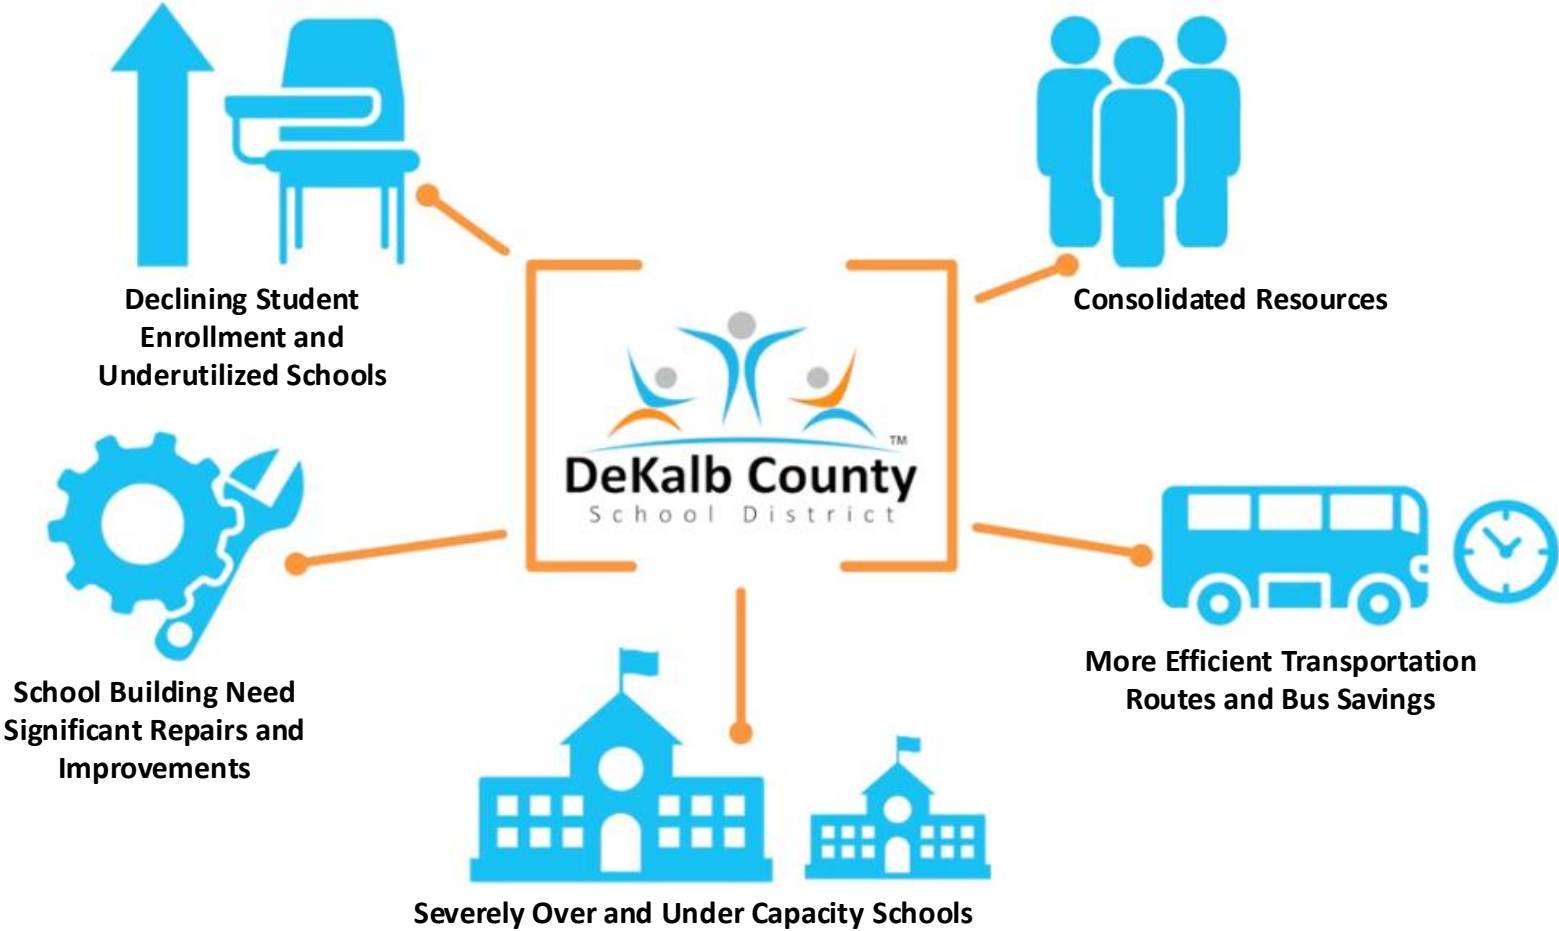 Declining Student
Enrollment and
Underutilized Schools
Consolidated Resources
TM
DeKalb County
School District
School Building Need
Significant Repairs and
Improvements
More Efficient Transportation
Routes and Bus Savings
Severely Over and Under Capacity Schools